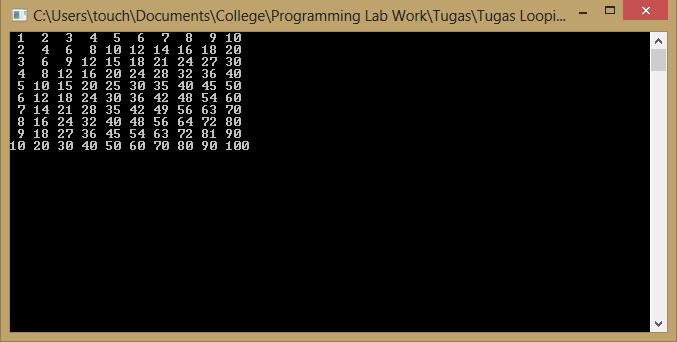 C:\Users\touch\Documents\College\Programming Lab Work\Tugas\Tugas Loopi...
1 2 3 4 5 6 7 8 9 10
2 4 6 8 10 12 14 16 18 20
3 6 9 12 15 18 21 24 27 30
4 8 12 16 20 24 28 32 36 40
5 10 15 20 25 30 35 40 45 50
6 12 18 24 30 36 42 48 54 60
7 14 21 28 35 42 49 56 63 70
8 16 24 32 40 48 56 64 72 80
9 18 27 36 45 54 63 72 81 90
10 20 30 40 50 60 70 80 90 100